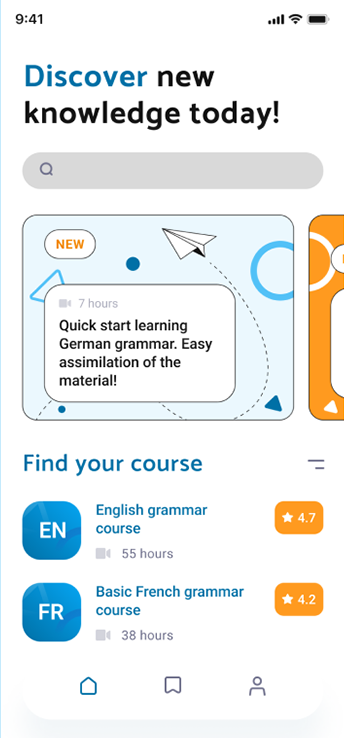 9:41
Discover new
knowledge today!
NEW
7 hours
Quick start learning
German grammar. Easy
assimilation of the
material!
Find your course
EN
English grammar
course
4.7
55 hours
FR
Basic French grammar
course
4.2
38 hours